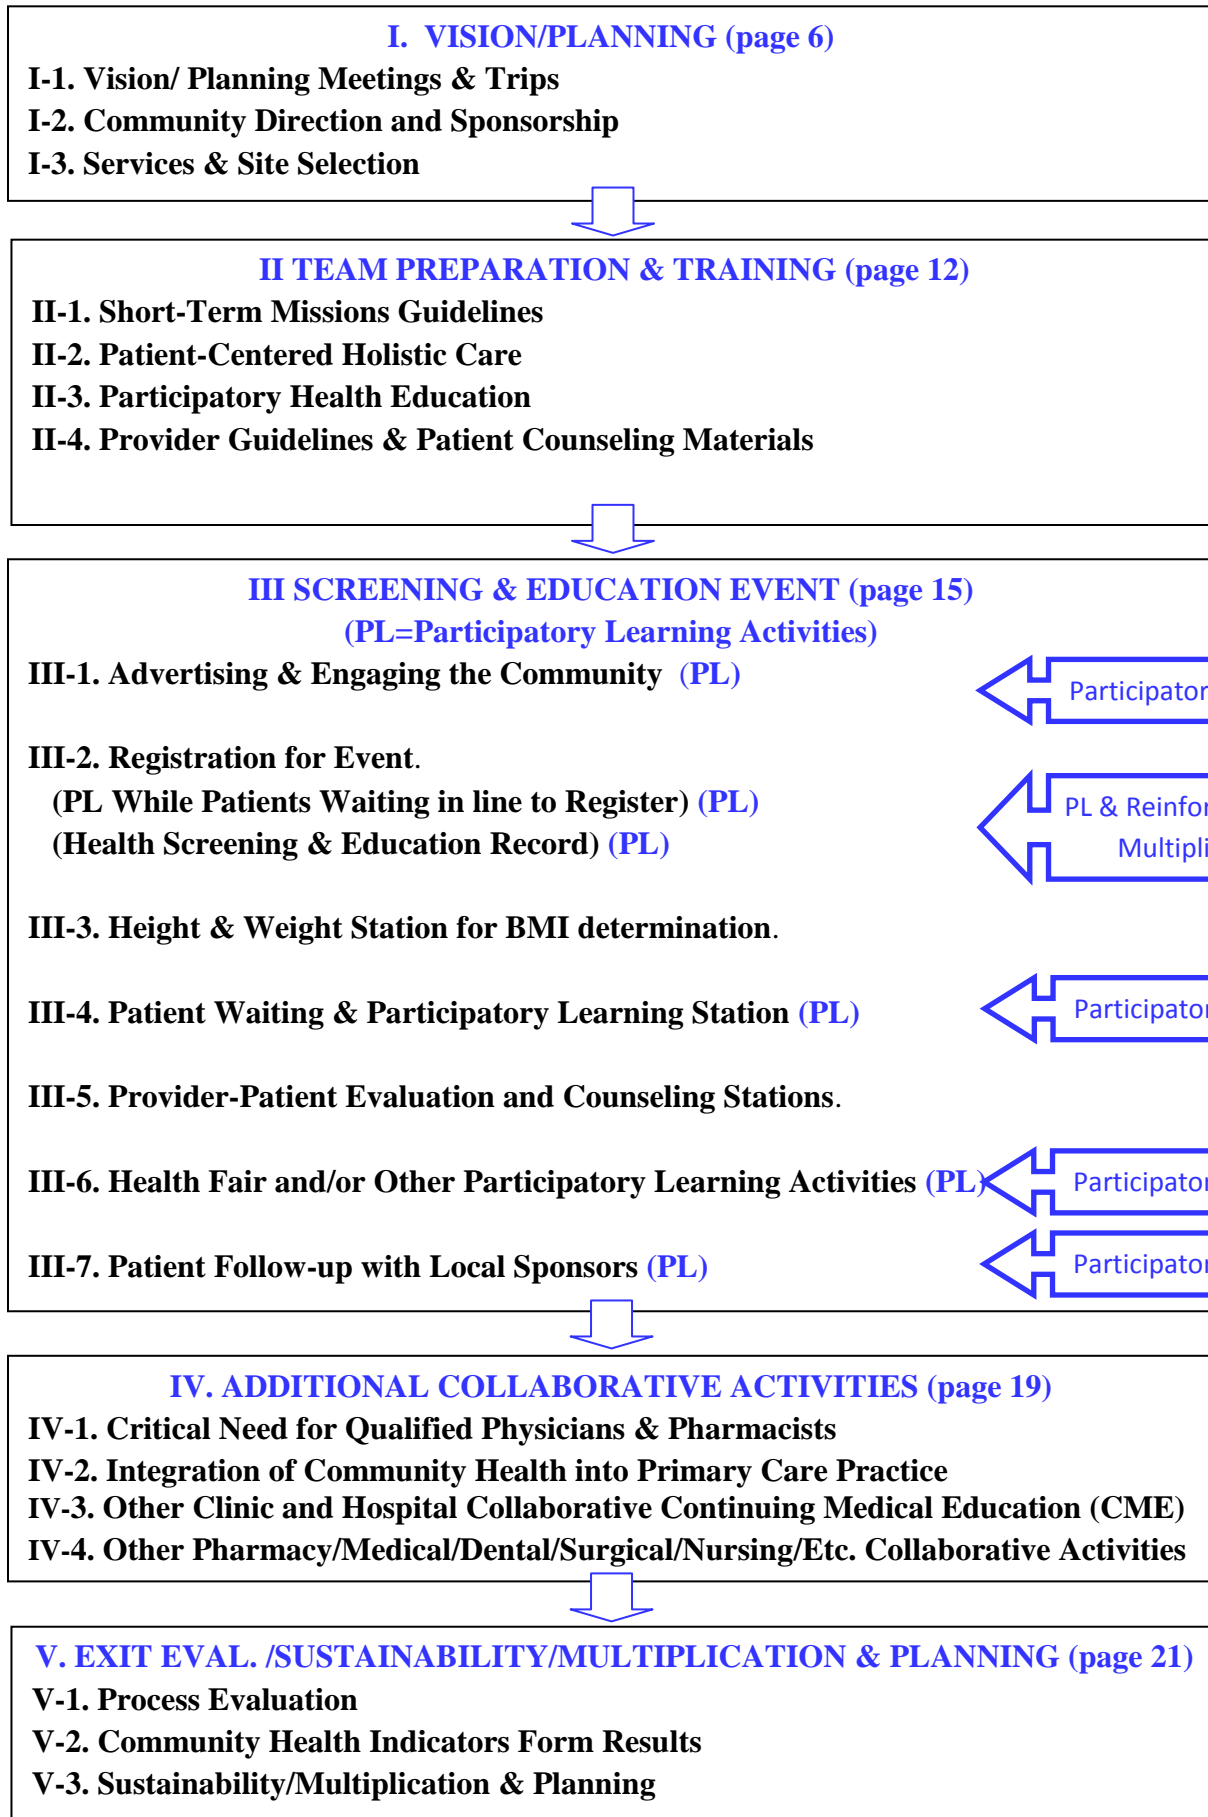 I. VISION/PLANNING (page 6)
I-1. Vision/ Planning Meetings & Trips
I-2. Community Direction and Sponsorship
I-3. Services & Site Selection
II TEAM PREPARATION & TRAINING (page 12)
II-1. Short-Term Missions Guidelines
II-2. Patient-Centered Holistic Care
II-3. Participatory Health Education
II-4. Provider Guidelines & Patient Counseling Materials
III SCREENING & EDUCATION EVENT (page 15)
(PL=Participatory Learning Activities)
III-1. Advertising & Engaging the Community (PL)
Participator
III-2. Registration for Event.
(PL While Patients Waiting in line to Register) (PL)
PL & Reinfor
(Health Screening & Education Record) (PL)
Multipli
III-3. Height & Weight Station for BMI determination.
III-4. Patient Waiting & Participatory Learning Station (PL)
Participator
III-5. Provider-Patient Evaluation and Counseling Stations.
III-6. Health Fair and/or Other Participatory Learning Activities (PL)
Participator
III-7. Patient Follow-up with Local Sponsors (PL)
Participator
IV. ADDITIONAL COLLABORATIVE ACTIVITIES (page 19)
IV-1. Critical Need for Qualified Physicians & Pharmacists
IV-2. Integration of Community Health into Primary Care Practice
IV-3. Other Clinic and Hospital Collaborative Continuing Medical Education (CME)
IV-4. Other Pharmacy/Medical/Dental/Surgical/Nursing/Etc. Collaborative Activities
V. EXIT EVAL. /SUSTAINABILITY/MULTIPLICATION & PLANNING (page 21)
V-1. Process Evaluation
V-2. Community Health Indicators Form Results
V-3. Sustainability/Multiplication & Planning